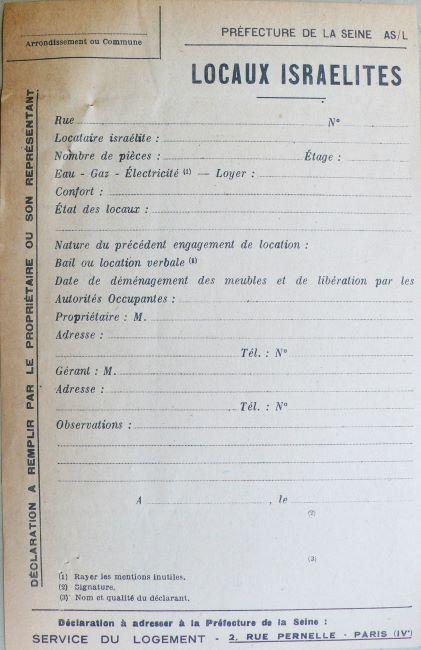 Arrondissement ou Commune
PRÉFECTURE DE LA SEINE AS/L
LOCAUX ISRAELITES
DÉCLARATION A REMPLIR PAR LE PROPRIÉTAIRE OU SON REPRÉSENTANT
Rue N°
Locataire israélite :
Nombre de pièces : Étage :
Eau - Gaz - Électricité (1) — Loyer :
Confort :
État des locaux :
Nature du précédent engagement de location :
Bail ou location verbale (1)
Date de déménagement des meubles et de libération par les
Autorités Occupantes :
Propriétaire : M.
Adresse :
Tél. : N°
Gérant : M.
Adresse :
Tél. : N°
Observations :
A , le
(2)
(3)
(1) Rayer les mentions inutiles.
(2) Signature.
(3) Nom et qualité du déclarant.
Déclaration à adresser à la Préfecture de la Seine :
SERVICE DU LOGEMENT - 2, RUE PERNELLE - PARIS (IVe)